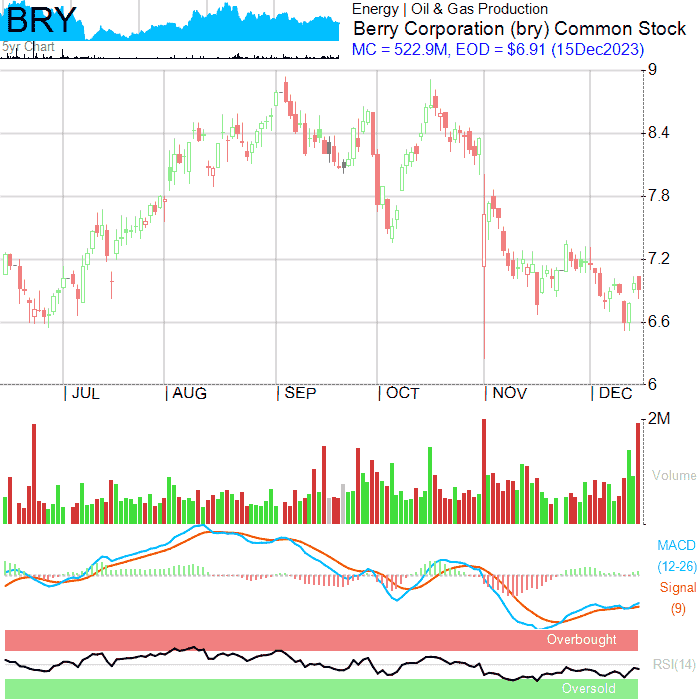 BRY
5yr Chart
Energy | Oil & Gas Production
Berry Corporation (bry) Common Stock
MC = 522.9M, EOD = $6.91 (15Dec2023)
9
8.4
7.8
7.2
6.6
6
JUL AUG SEP OCT NOV DEC
2M
Volume
MACD
(12-26)
Signal
(9)
Overbought
RSI(14)
Oversold